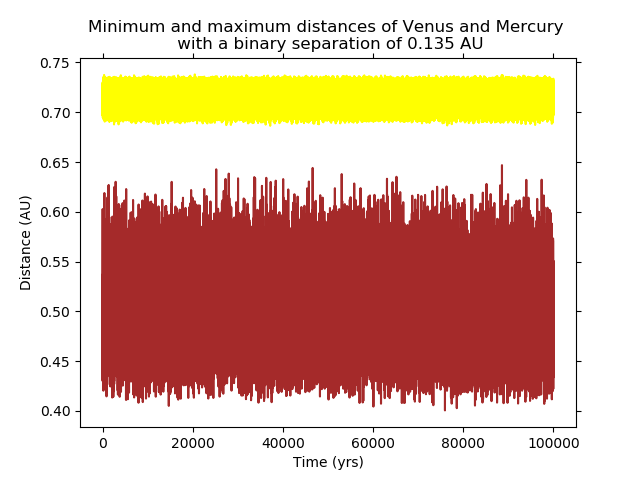 Minimum and maximum distances of Venus and Mercury
with a binary separation of 0.135 AU
0.75
0.70
0.65
0.60
0.55
0.50
0.45
0.40
Distance (AU)
0 20000 40000 60000 80000 100000
Time (yrs)